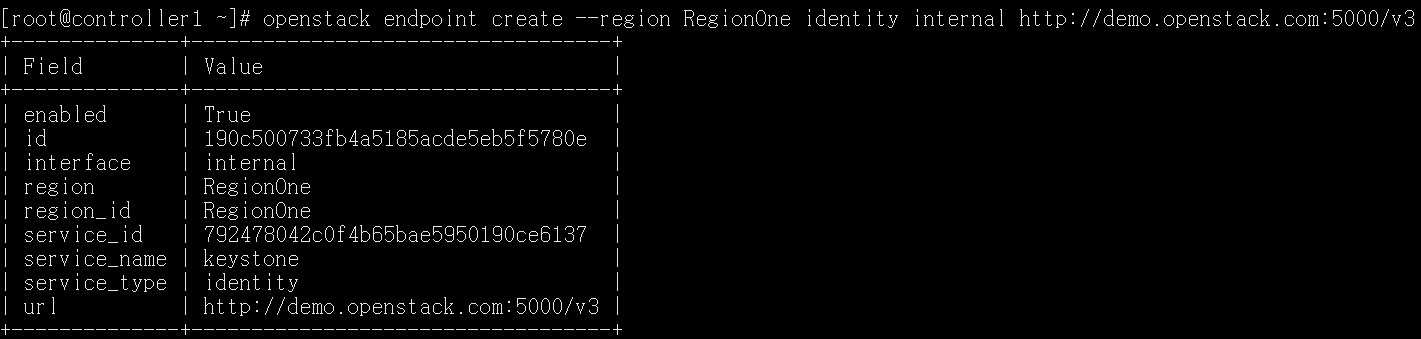 [root@controller1 ~]# openstack endpoint create --region RegionOne identity internal http://demo.openstack.com:5000/v3
+--------------+----------------------------------+
| Field        | Value                            |
+--------------+----------------------------------+
| enabled      | True                             |
| id           | 190c500733fb4a5185acde5eb5f5780e |
| interface    | internal                         |
| region       | RegionOne                        |
| region_id    | RegionOne                        |
| service_id   | 792478042c0f4b65bae5950190ce6137 |
| service_name | keystone                         |
| service_type | identity                         |
| url          | http://demo.openstack.com:5000/v3 |
+--------------+----------------------------------+